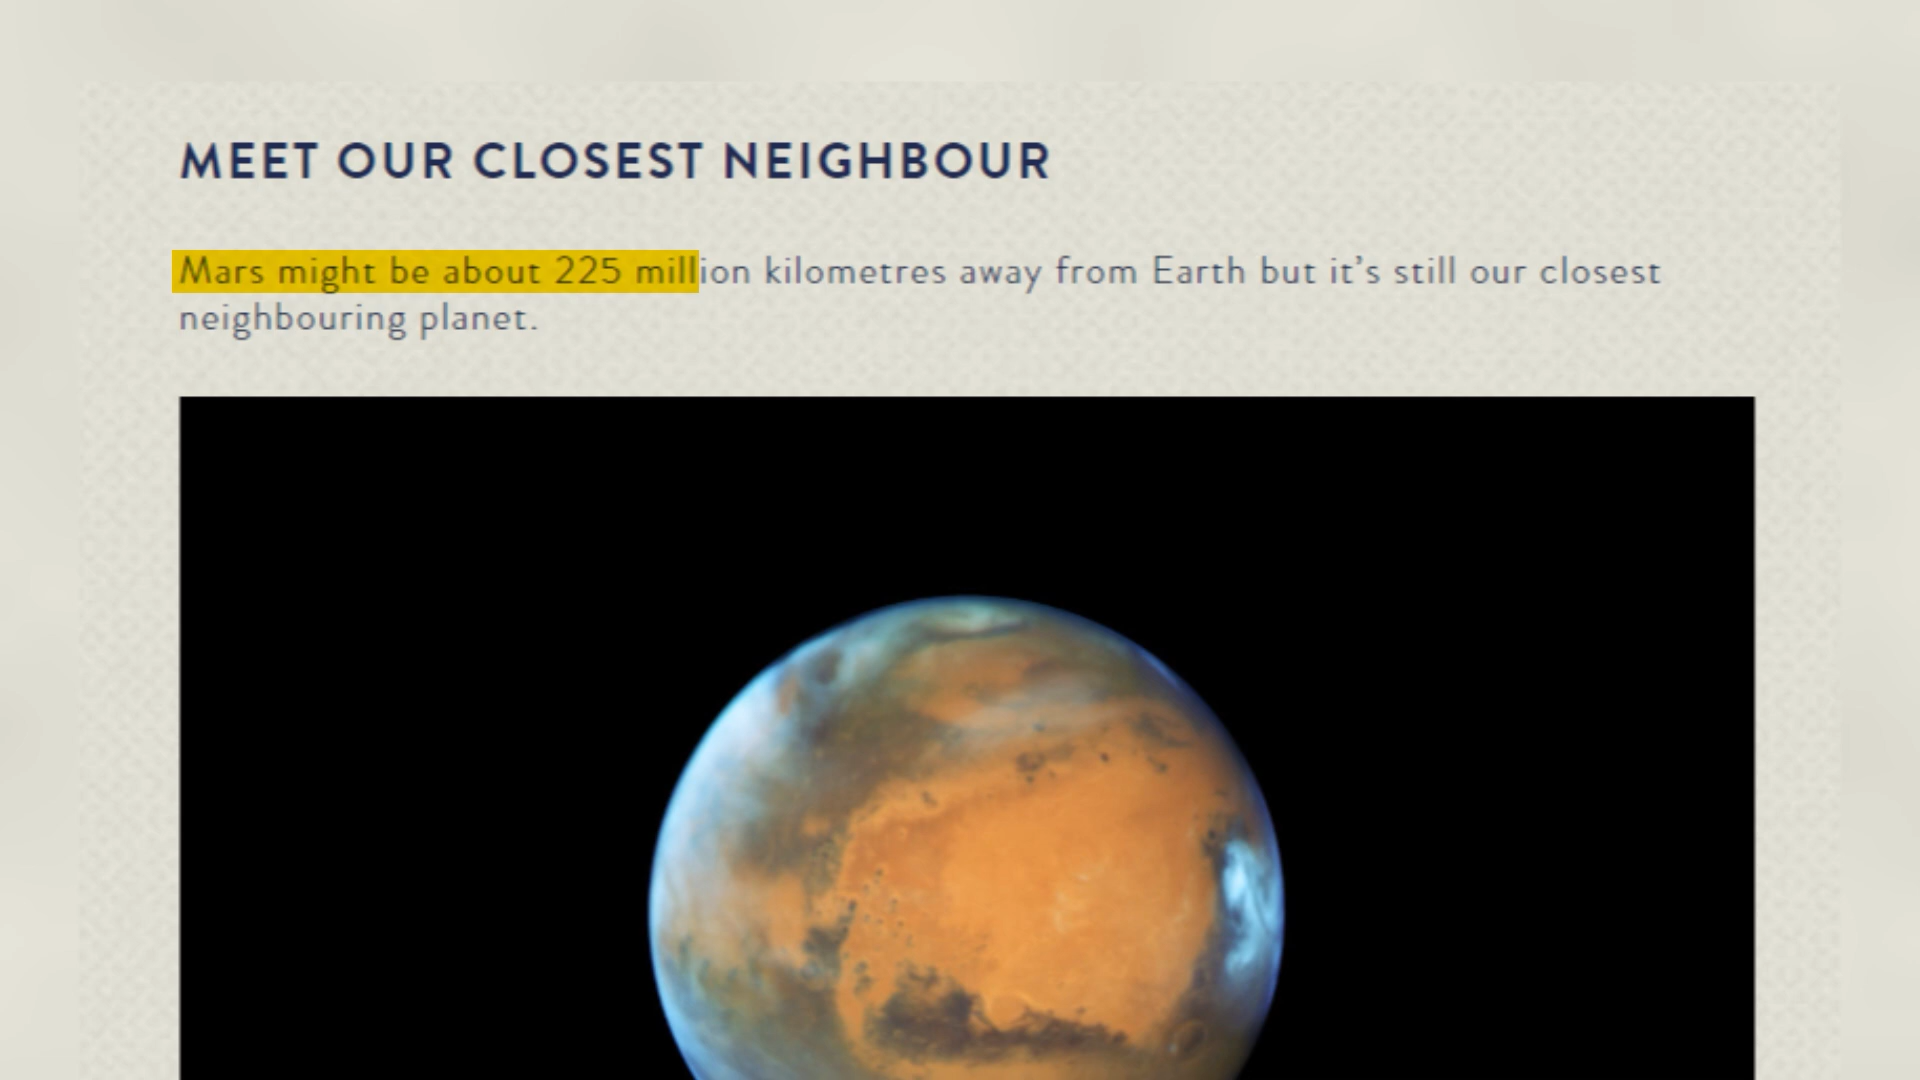 MEET OUR CLOSEST NEIGHBOUR
Mars might be about 225 million kilometres away from Earth but it’s still our closest
neighbouring planet.